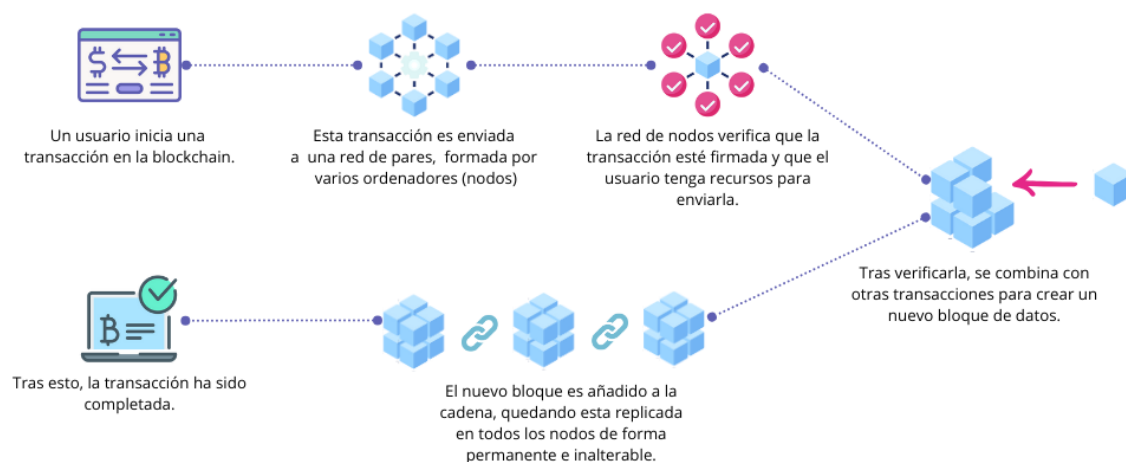 Un usuario inicia una
transacción en la blockchain.
Esta transacción es enviada
a una red de pares, formada por
varios ordenadores (nodos)
La red de nodos verifica que la
transacción esté firmada y que el
usuario tenga recursos para
enviarla.
Tras verificarla, se combina con
otras transacciones para crear un
nuevo bloque de datos.
El nuevo bloque es añadido a la
cadena, quedando esta replicada
en todos los nodos de forma
permanente e inalterable.
Tras esto, la transacción ha sido
completada.